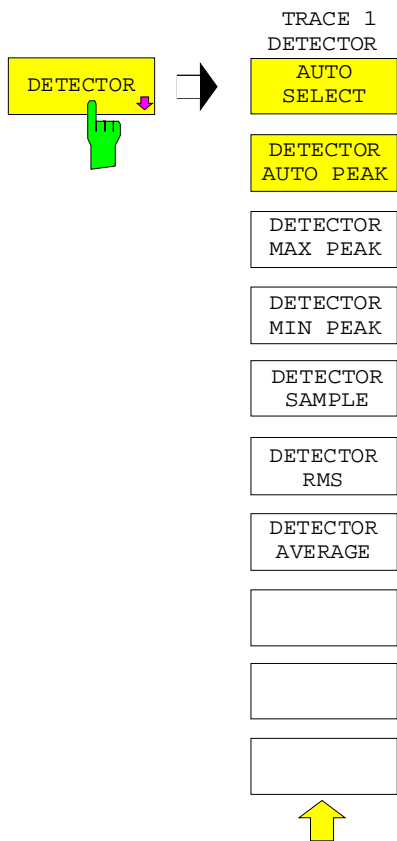 TRACE 1
DETECTOR
DETECTOR
AUTO
SELECT
DETECTOR
AUTO PEAK
DETECTOR
MAX PEAK
DETECTOR
MIN PEAK
DETECTOR
SAMPLE
DETECTOR
RMS
DETECTOR
AVERAGE